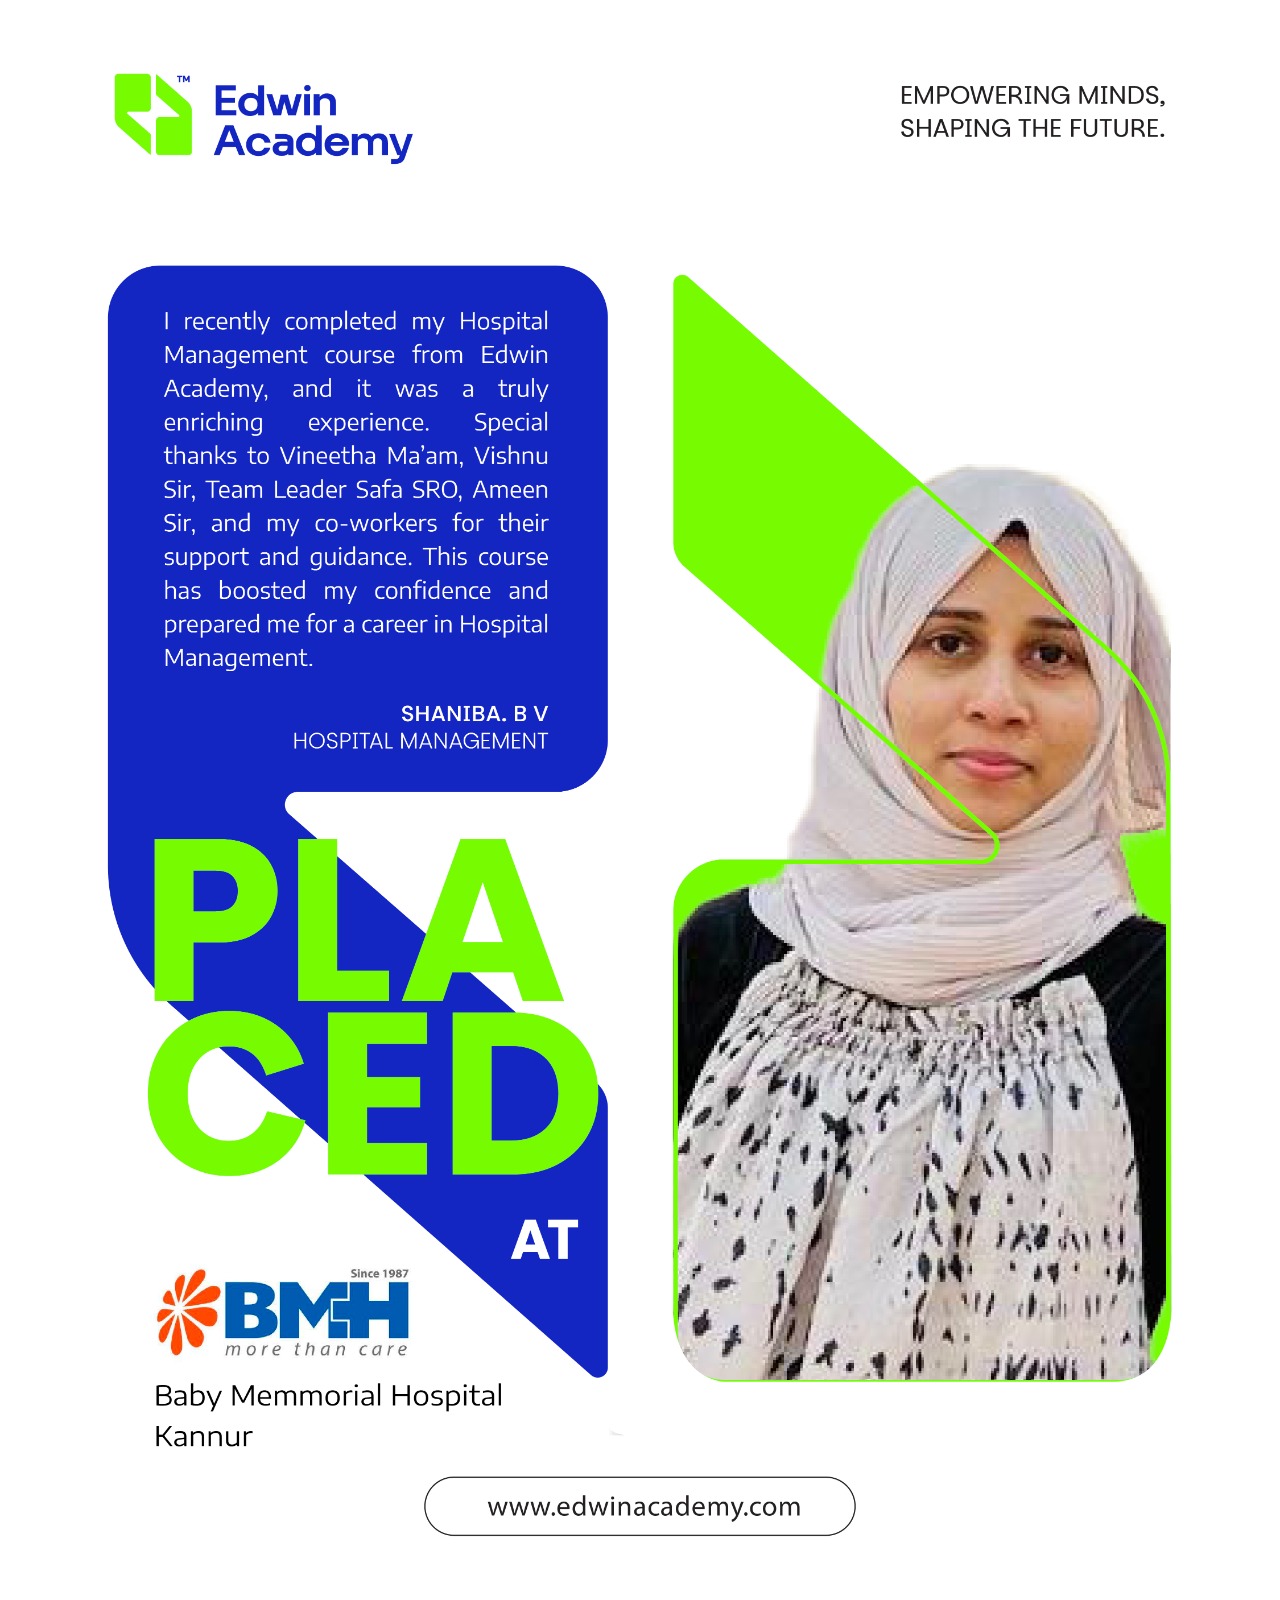 Edwin
Academy
TM
EMPOWERING MINDS,
SHAPING THE FUTURE.
I recently completed my Hospital
Management course from Edwin
Academy, and it was a truly
enriching experience. Special
thanks to Vineetha Ma’am, Vishnu
Sir, Team Leader Safa SRO, Ameen
Sir, and my co-workers for their
support and guidance. This course
has boosted my confidence and
prepared me for a career in Hospital
Management.
SHANIBA. B V
HOSPITAL MANAGEMENT
PLA
CED
AT
Since 1987
BMH
more than care
Baby Memmorial Hospital
Kannur
www.edwinacademy.com